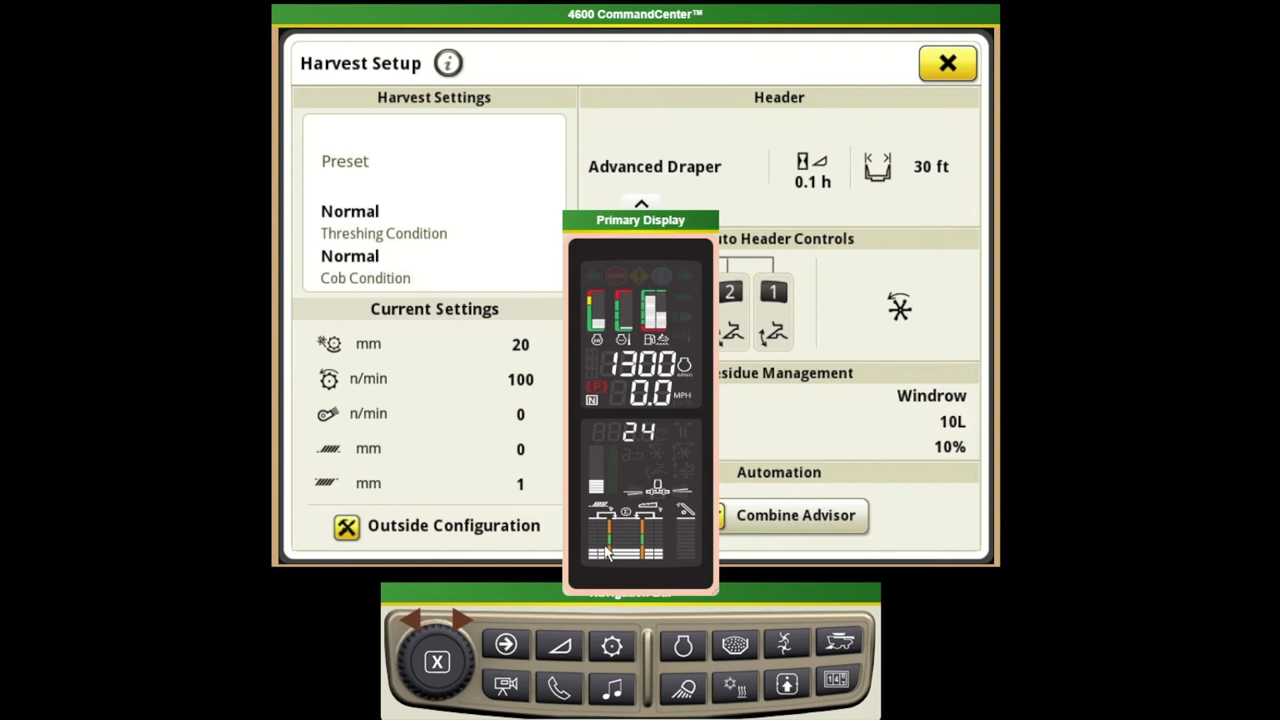 4600 CommandCenter™
Harvest Setup i
Harvest Settings
Preset
Normal
Threshing Condition
Normal
Cob Condition
Current Settings
mm 20
n/min 100
n/min 0
mm 0
mm 1
Outside Configuration
Header
Advanced Draper 0.1 h 30 ft
uto Header Controls
2 1
esidue Management
Windrow
10L
10%
Automation
Combine Advisor
Primary Display
1300
(P) 0.0 MPH
N
24
X